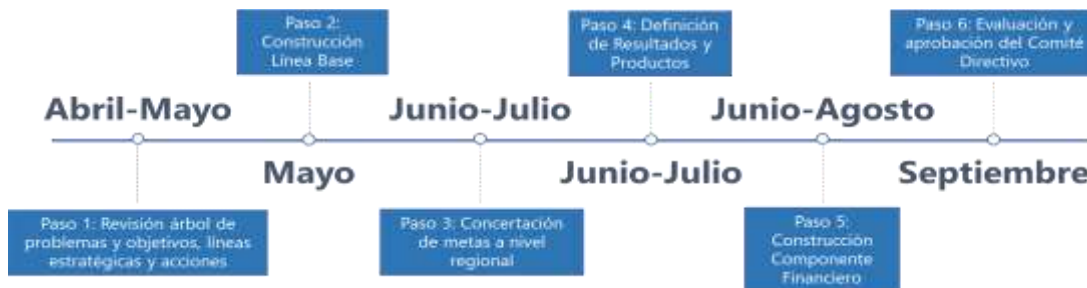 Paso 2:
Construcción
Línea Base
Paso 4: Definición
de Resultados y
Productos
Paso 6: Evaluación y
aprobación del Comité
Directivo
Abril-Mayo
Junio-Julio
Junio-Agosto
Mayo
Junio-Julio
Septiembre
Paso 1: Revisión árbol de
problemas y objetivos, líneas
estratégicas y acciones
Paso 3: Concertación
de metas a nivel
regional
Paso 5:
Construcción
Componente
Financiero